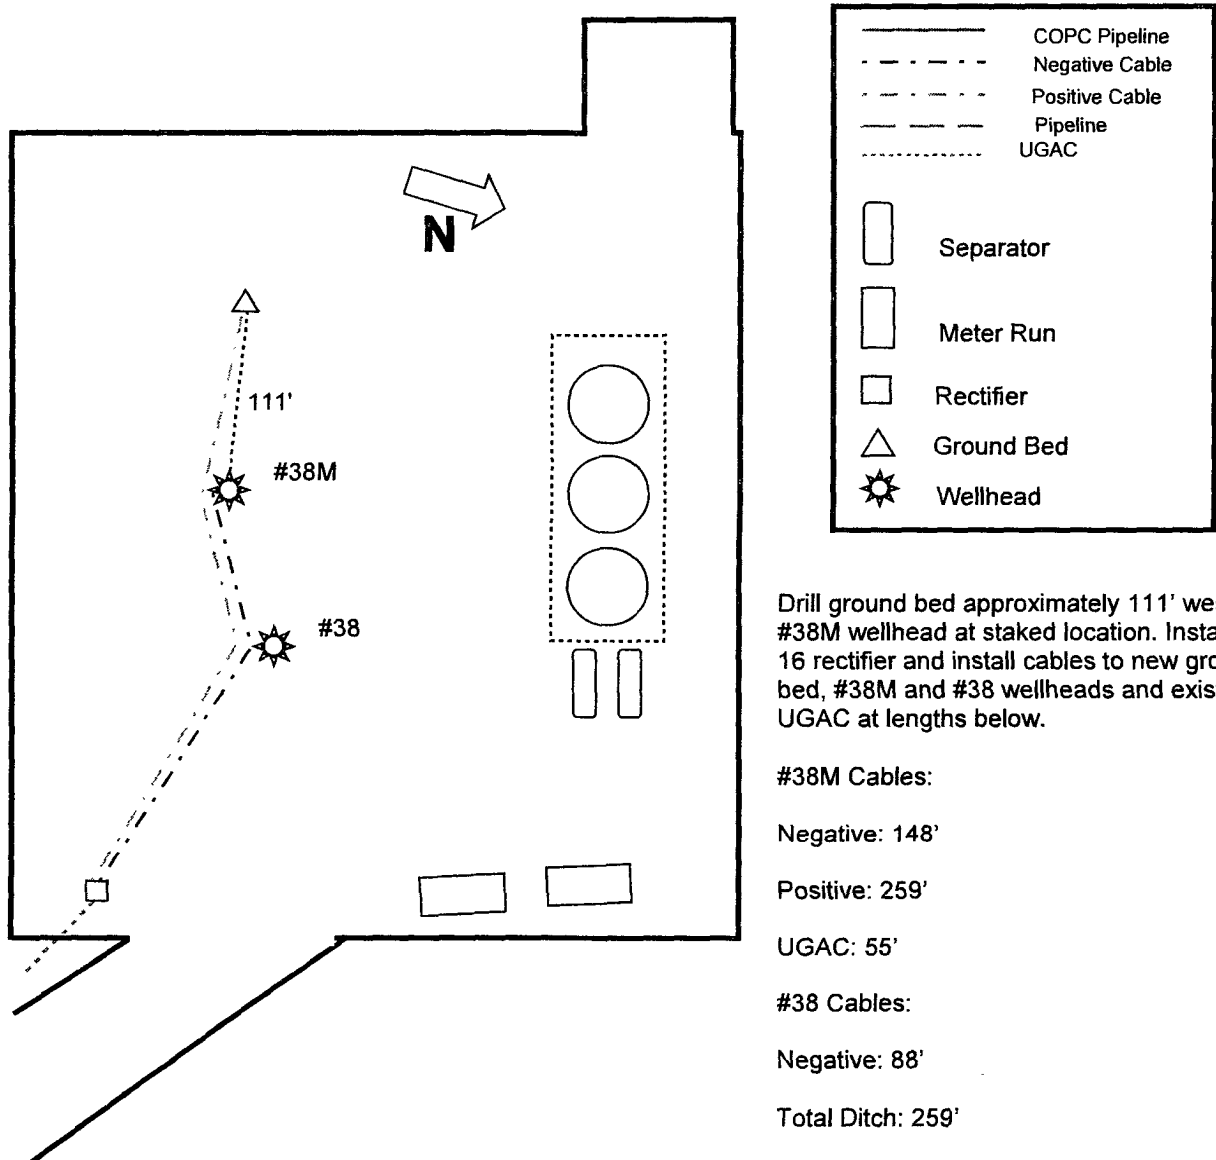 N
111'
#38M
#38
COPC Pipeline
Negative Cable
Positive Cable
Pipeline
UGAC
Separator
Meter Run
Rectifier
Ground Bed
Wellhead
Drill ground bed approximately 111' we
#38M wellhead at staked location. Insta
16 rectifier and install cables to new gro
bed, #38M and #38 wellheads and exis
UGAC at lengths below.
#38M Cables:
Negative: 148'
Positive: 259'
UGAC: 55'
#38 Cables:
Negative: 88'
Total Ditch: 259'